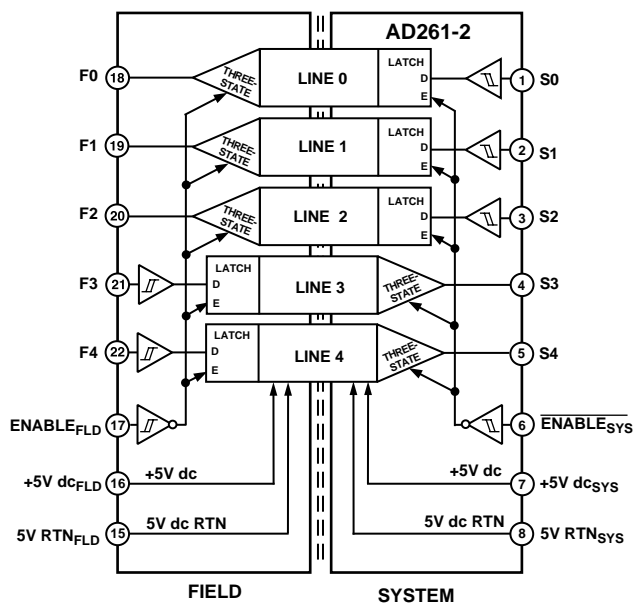 AD261-2
F0 18 THREE-STATE LINE 0 LATCH D E 1 S0
F1 19 THREE-STATE LINE 1 LATCH D E 2 S1
F2 20 THREE-STATE LINE 2 LATCH D E 3 S2
F3 21 LATCH D E LINE 3 THREE-STATE 4 S3
F4 22 LATCH D E LINE 4 THREE-STATE 5 S4
ENABLEFLD 17 6 ENABLESYS
+5V dcFLD 16 +5V dc +5V dc 7 +5V dcSYS
5V RTNFLD 15 5V dc RTN 5V dc RTN 8 5V RTNSYS
FIELD SYSTEM